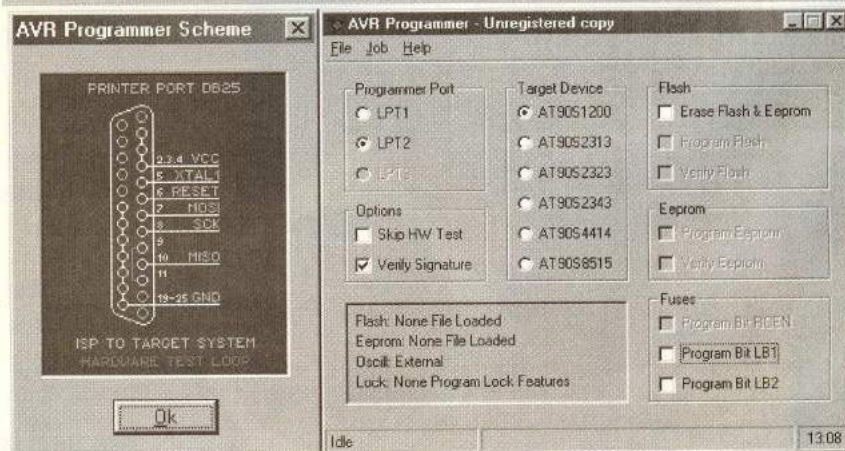 AVR Programmer Scheme
PRINTER PORT DB25
2.3.4 VCC
5 XTAL1
6 RESET
7 MOSI
8 SCK
9
10 MISO
11
19-25 GND
ISP TO TARGET SYSTEM
HARDWARE TEST LOOP
Ok
AVR Programmer - Unregistered copy
File Job Help
Programmer Port
LPT1
LPT2
LPT3
Options
Skip HW Test
Verify Signature
Target Device
AT90S1200
AT90S2313
AT90S2323
AT90S2343
AT90S4414
AT90S8515
Flash
Erase Flash & Eeprom
Program Flash
Verify Flash
Eeprom
Program Eeprom
Verify Eeprom
Fuses
Program Bit RCEN
Program Bit LB1
Program Bit LB2
Flash: None File Loaded
Eeprom: None File Loaded
Oscill: External
Lock: None Program Lock Features
Idle
13:08